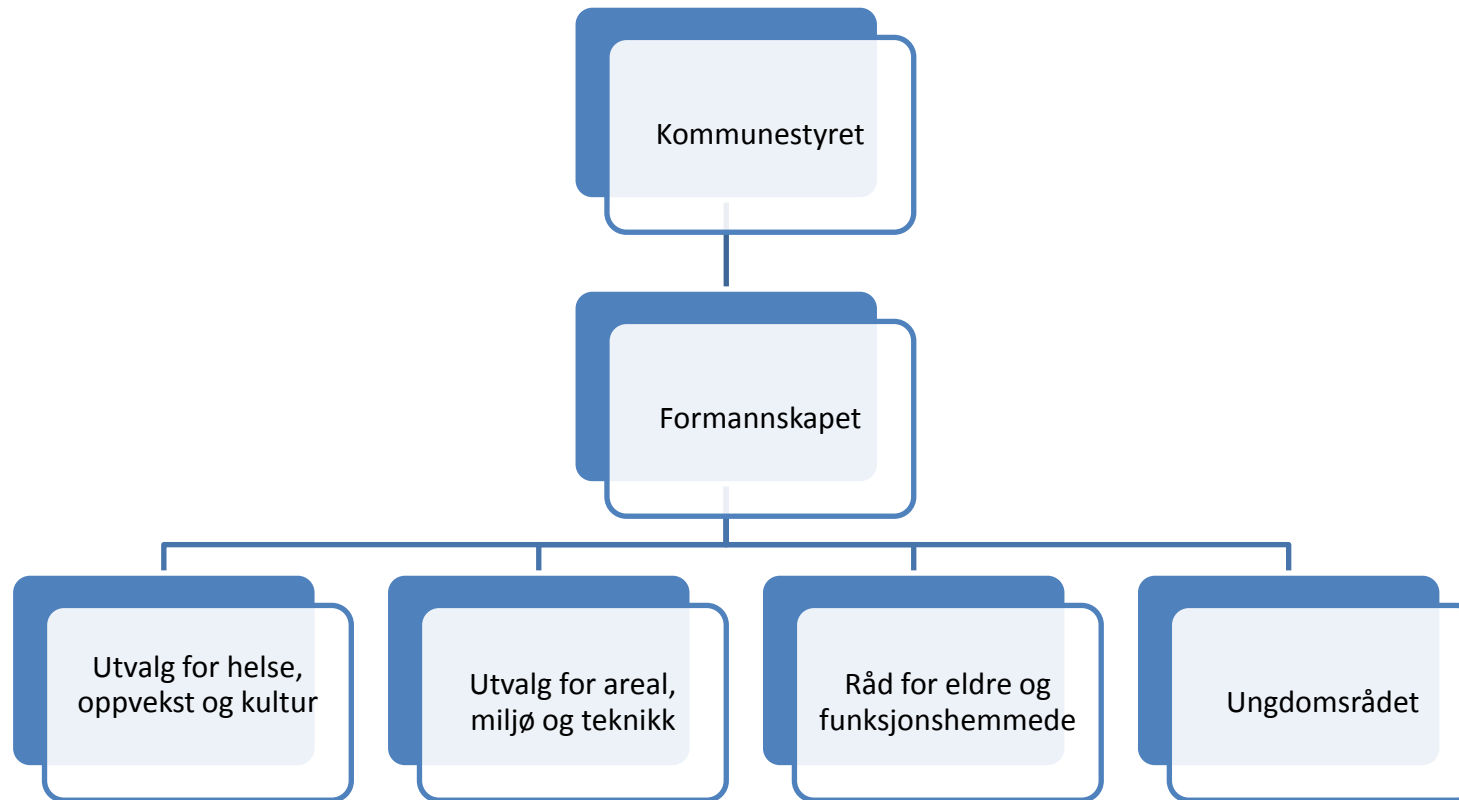 Kommunestyret
Formannskapet
Utvalg for helse,
oppvekst og kultur
Utvalg for areal,
miljø og teknikk
Råd for eldre og
funksjonshemmede
Ungdomsrådet